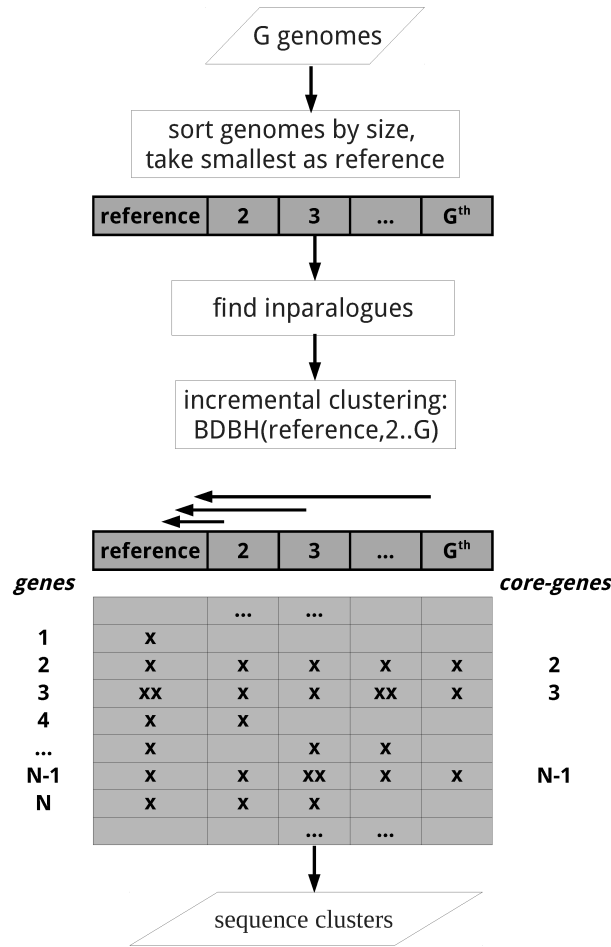 G genomes
sort genomes by size,
take smallest as reference
reference 2 3 ... Gth
find inparalogues
incremental clustering:
BDBH(reference,2..G)
reference 2 3 ... Gth
genes core-genes
... ...
1 x
2 x x x x x 2
3 xx x x xx x 3
4 x x
... x x x
N-1 x x xx x x N-1
N x x x
... ...
sequence clusters